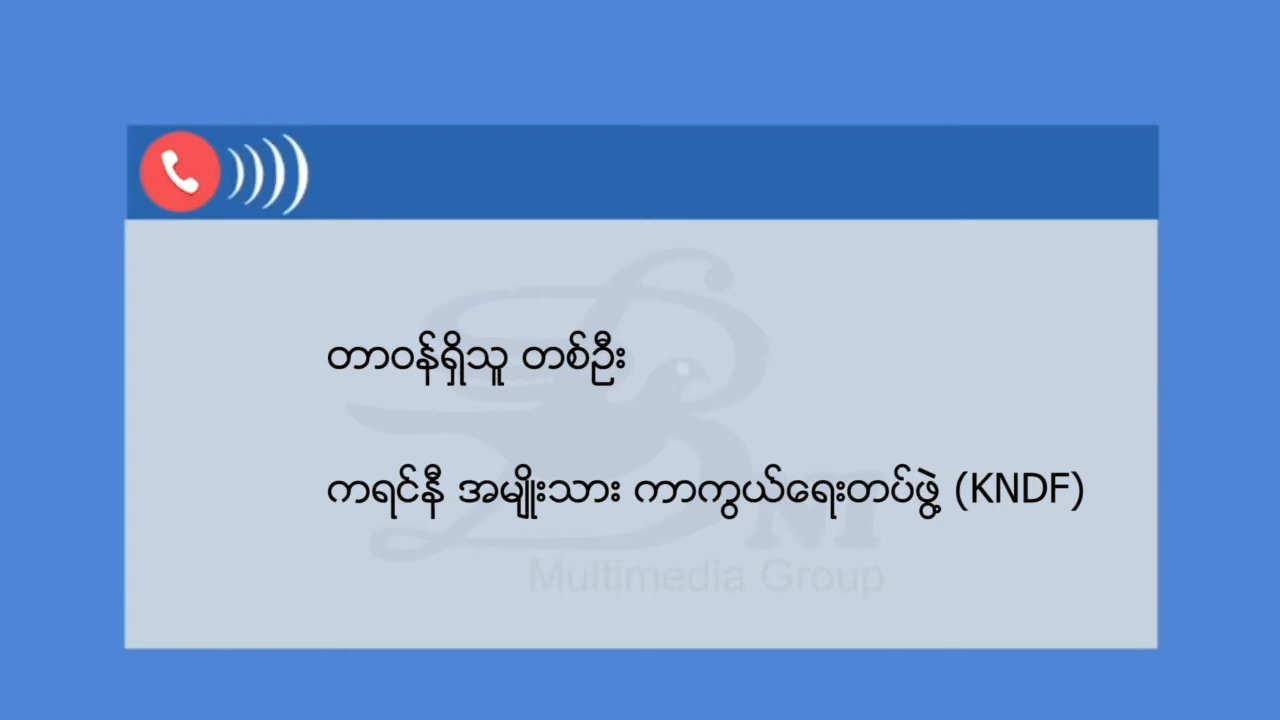 တာဝန်ရှိသူ တစ်ဦး
ကရင်နီ အမျိုးသား ကာကွယ်ရေးတပ်ဖွဲ့ (KNDF)
BNI
Multimedia Group